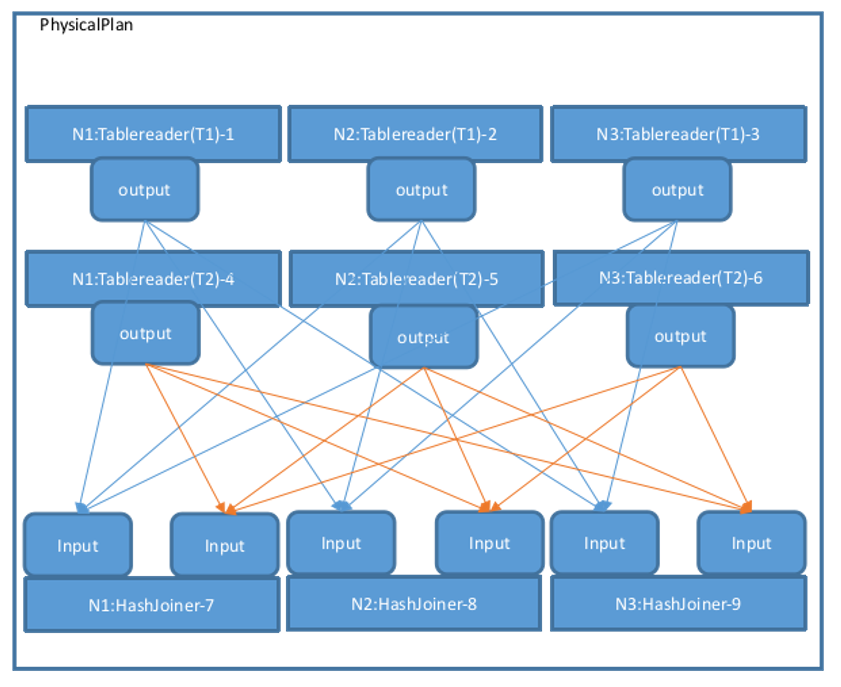 PhysicalPlan
N1:Tablereader(T1)-1
N2:Tablereader(T1)-2
N3:Tablereader(T1)-3
output
output
output
N1:Tablereader(T2)-4
N2:Tablereader(T2)-5
N3:Tablereader(T2)-6
output
output
output
Input
Input
Input
Input
Input
Input
N1:HashJoiner-7
N2:HashJoiner-8
N3:HashJoiner-9